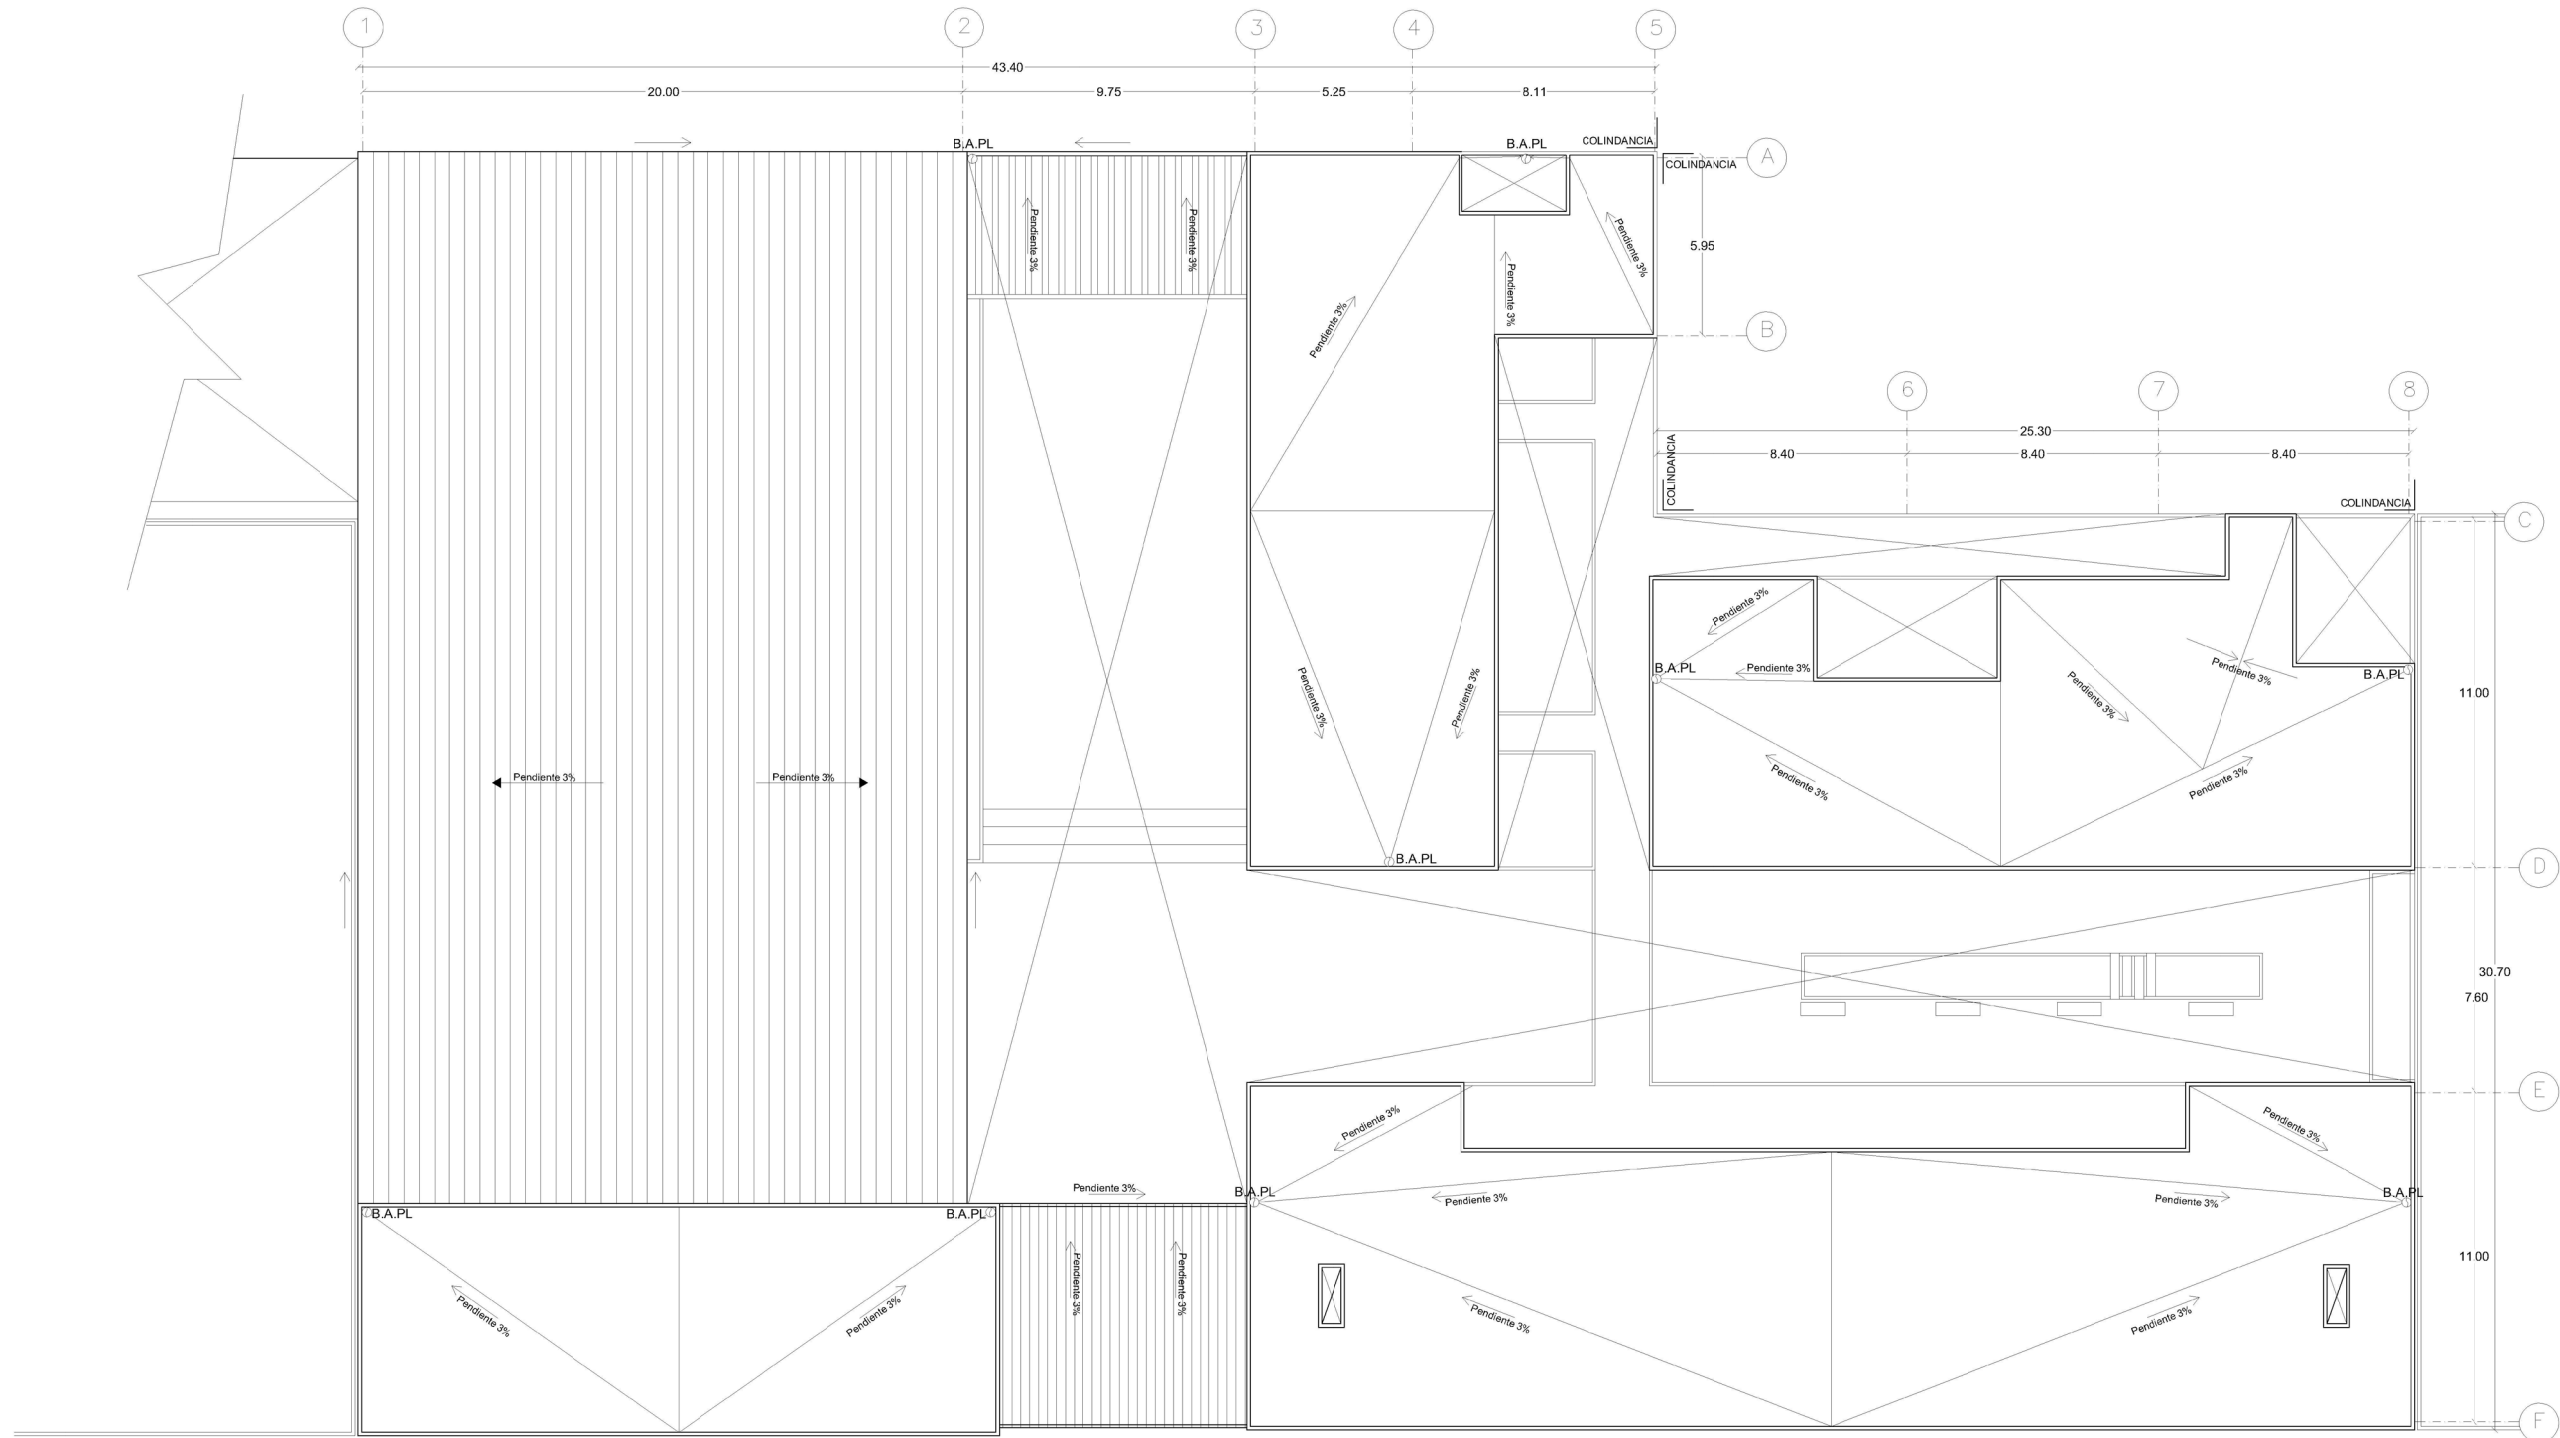 1
2
3
4
5
43.40
20.00
9.75
5.25
8.11
B.A.PL
B.A.PL
COLINDANCIA
COLINDANCIA
A
Pendiente 3%
Pendiente 3%
Pendiente 3%
Pendiente 3%
5.95
Pendiente 3%
B
6
7
8
25.30
8.40
8.40
8.40
COLINDANCIA
COLINDANCIA
C
Pendiente 3%
B.A.PL
Pendiente 3%
Pendiente 3%
B.A.PL
11.00
Pendiente 3%
Pendiente 3%
Pendiente 3%
Pendiente 3%
Pendiente 3%
Pendiente 3%
Pendiente 3%
Pendiente 3%
B.A.PL
D
30.70
7.60
E
Pendiente 3%
Pendiente 3%
Pendiente 3%
B.A.PL
B.A.PL
Pendiente 3%
Pendiente 3%
B.A.PL
B.A.PL
11.00
Pendiente 3%
Pendiente 3%
Pendiente 3%
Pendiente 3%
Pendiente 3%
Pendiente 3%
F